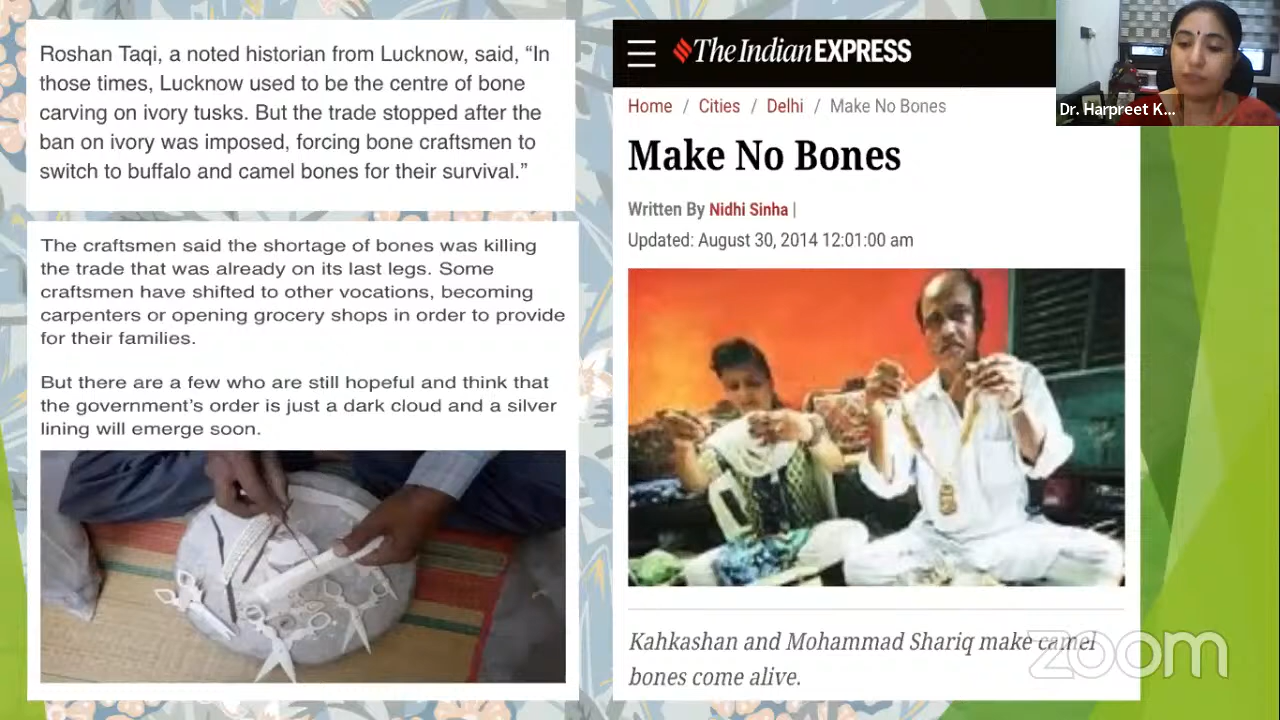 Roshan Taqi, a noted historian from Lucknow, said, “In
those times, Lucknow used to be the centre of bone
carving on ivory tusks. But the trade stopped after the
ban on ivory was imposed, forcing bone craftsmen to
switch to buffalo and camel bones for their survival.”
The craftsmen said the shortage of bones was killing
the trade that was already on its last legs. Some
craftsmen have shifted to other vocations, becoming
carpenters or opening grocery shops in order to provide
for their families.
But there are a few who are still hopeful and think that
the government’s order is just a dark cloud and a silver
lining will emerge soon.
The Indian EXPRESS
Home / Cities / Delhi / Make No Bones
Make No Bones
Written By Nidhi Sinha |
Updated: August 30, 2014 12:01:00 am
Kahkashan and Mohammad Shariq make camel
bones come alive.
Dr. Harpreet K...
zoom